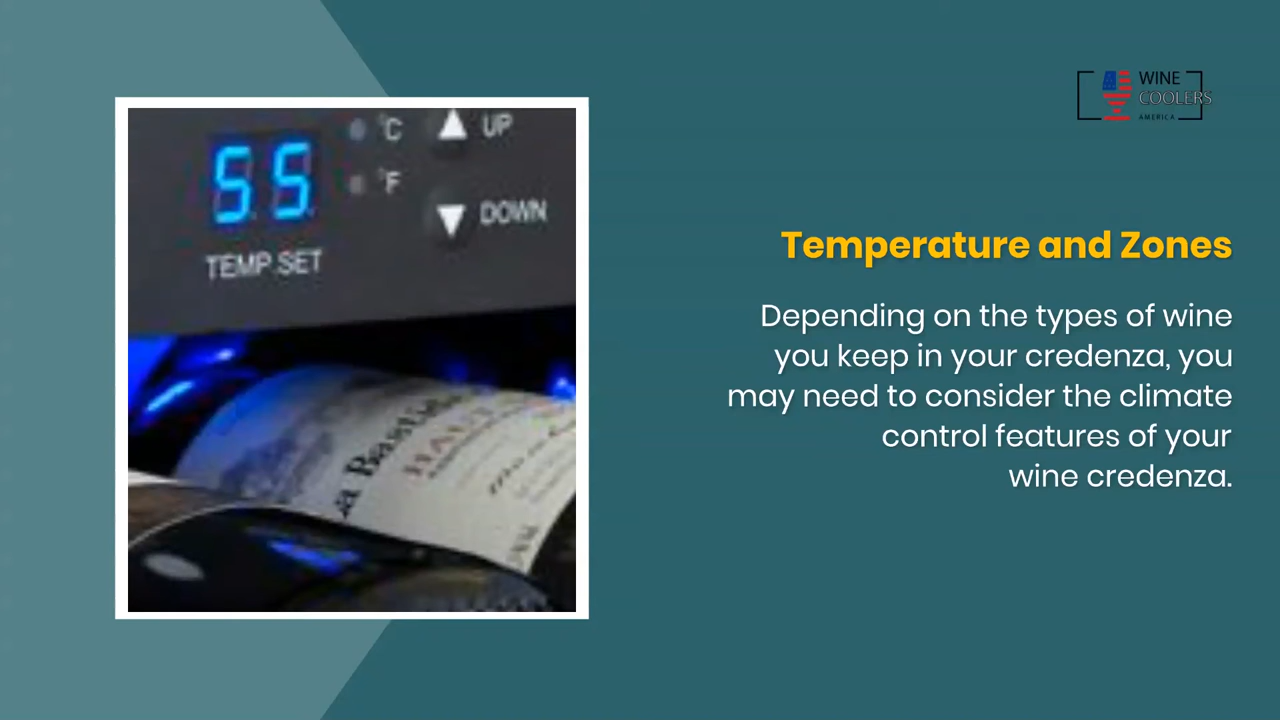 WINE
COOLERS
AMERICA
55
°C
°F
UP
DOWN
TEMP SET
Temperature and Zones
Depending on the types of wine
you keep in your credenza, you
may need to consider the climate
control features of your
wine credenza.